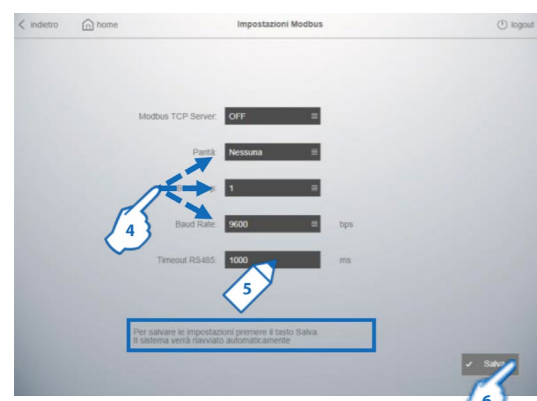 indietro home Impostazioni Modbus logout
Modbus TCP Server: OFF
Parità: Nessuna
1
4
Baud Rate: 9600 bps
Timeout RS485: 1000 ms
5
Per salvare le impostazioni premere il tasto Salva.
Il sistema verrà riavviato automaticamente
Salva
6